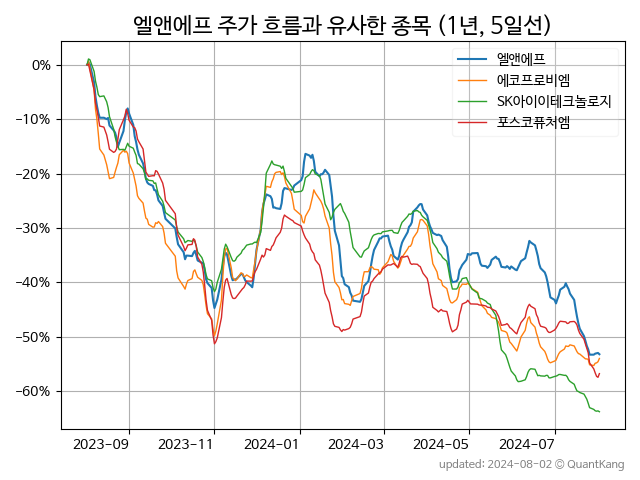 엘앤에프 주가 흐름과 유사한 종목 (1년, 5일선)
엘앤에프
에코프로비엠
SK아이이테크놀로지
포스코퓨처엠
0%
−10%
−20%
−30%
−40%
−50%
−60%
2023-09 2023-11 2024-01 2024-03 2024-05 2024-07
updated: 2024-08-02 © QuantKang